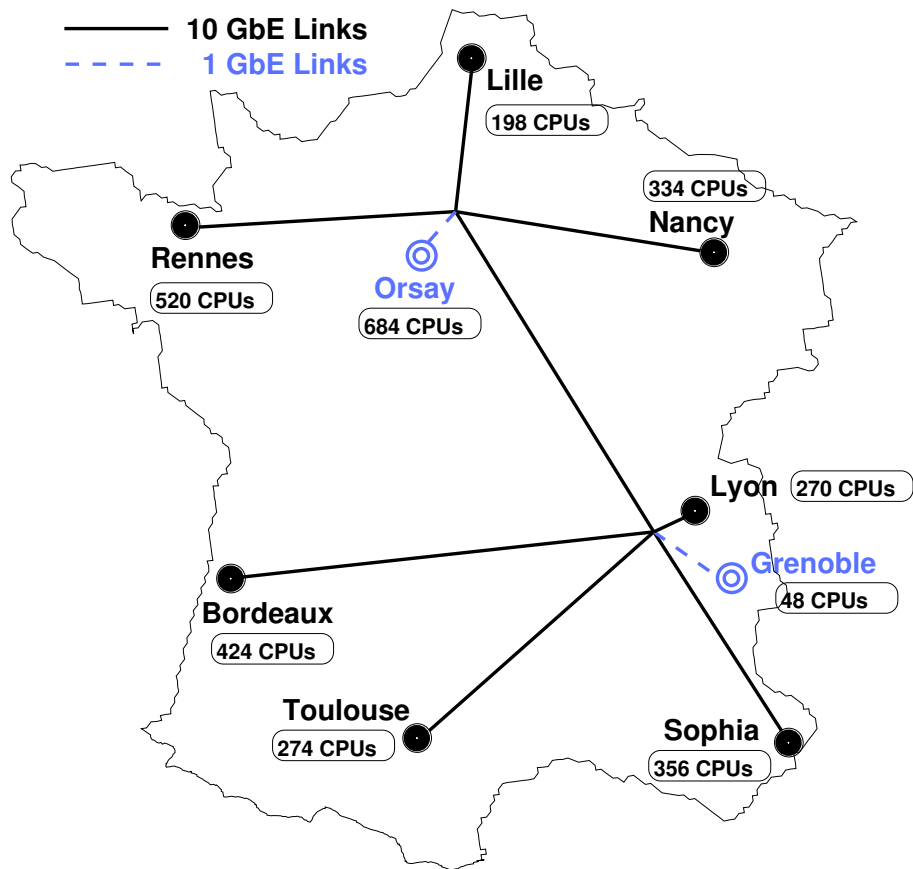 10 GbE Links
1 GbE Links
Lille
198 CPUs
334 CPUs
Nancy
Rennes
520 CPUs
Orsay
684 CPUs
Lyon
270 CPUs
Grenoble
48 CPUs
Bordeaux
424 CPUs
Toulouse
274 CPUs
Sophia
356 CPUs